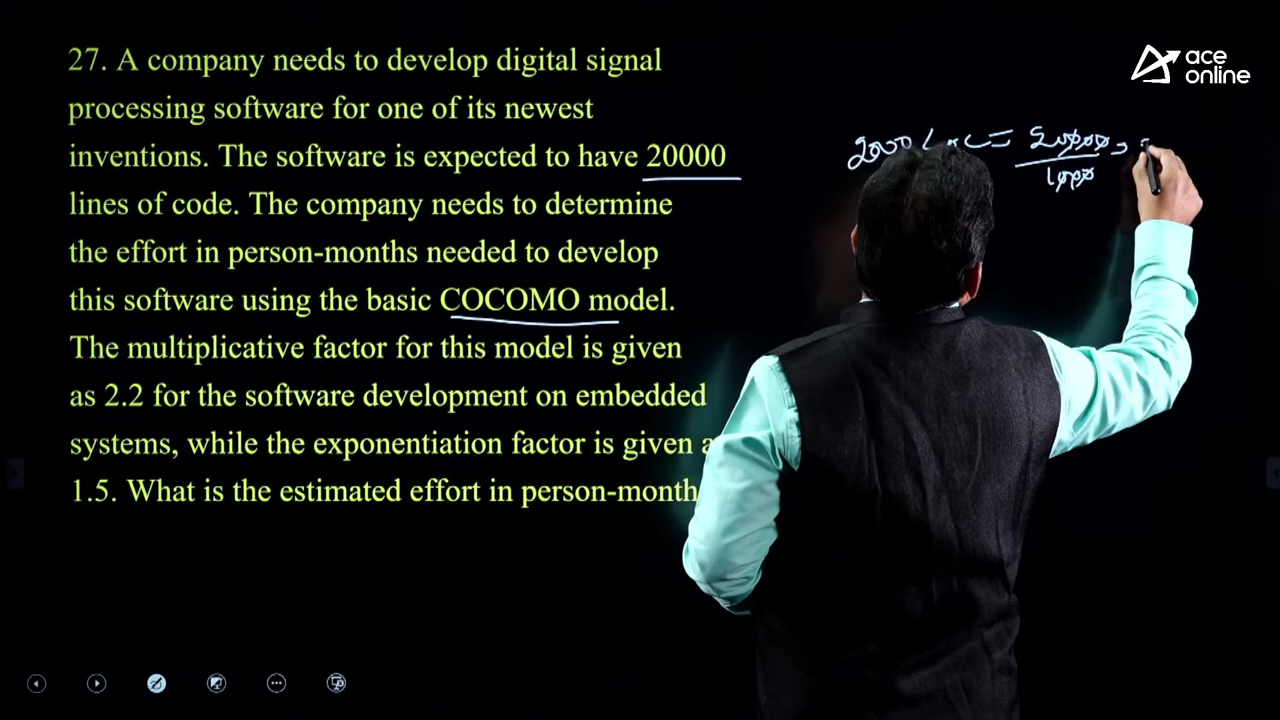 27. A company needs to develop digital signal
processing software for one of its newest
inventions. The software is expected to have 20000
lines of code. The company needs to determine
the effort in person-months needed to develop
this software using the basic COCOMO model.
The multiplicative factor for this model is given
as 2.2 for the software development on embedded
systems, while the exponentiation factor is given
1.5. What is the estimated effort in person-month
ace
online
= 20000
1000